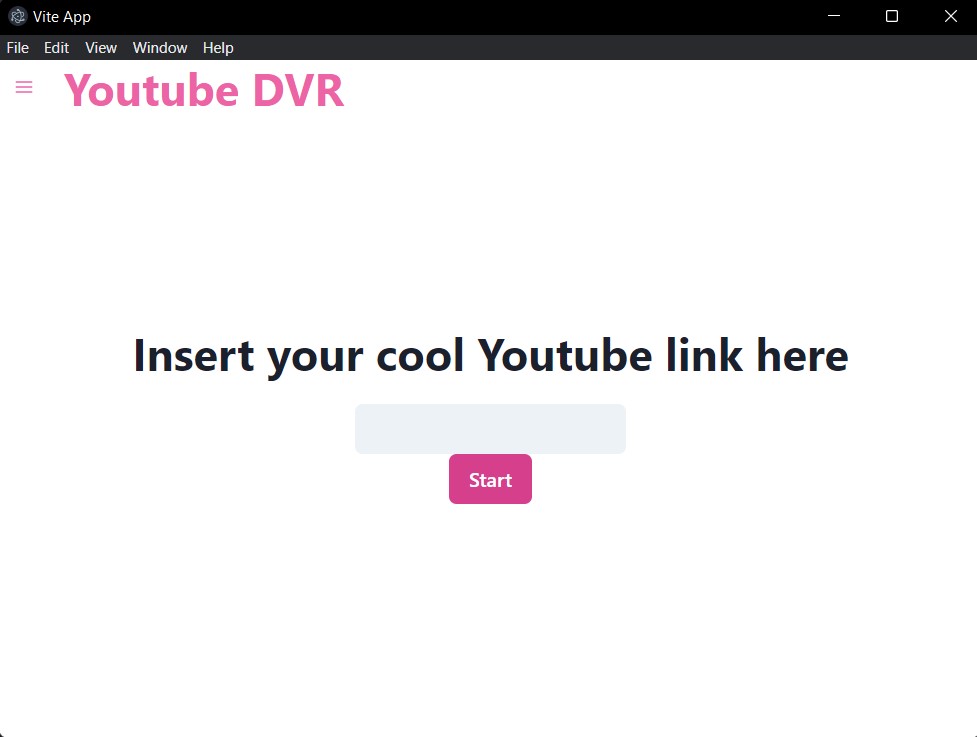 Vite App
File Edit View Window Help
Youtube DVR
Insert your cool Youtube link here
Start